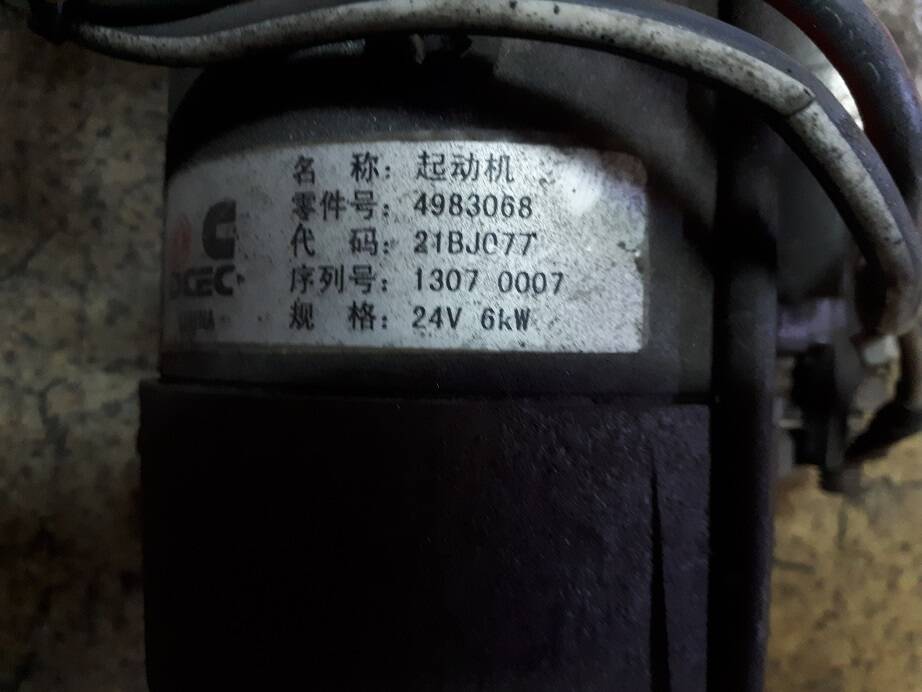 名 称: 起动机
零件号: 4983068
代 码: 21BJ077
序列号: 1307 0007
规 格: 24V 6kW